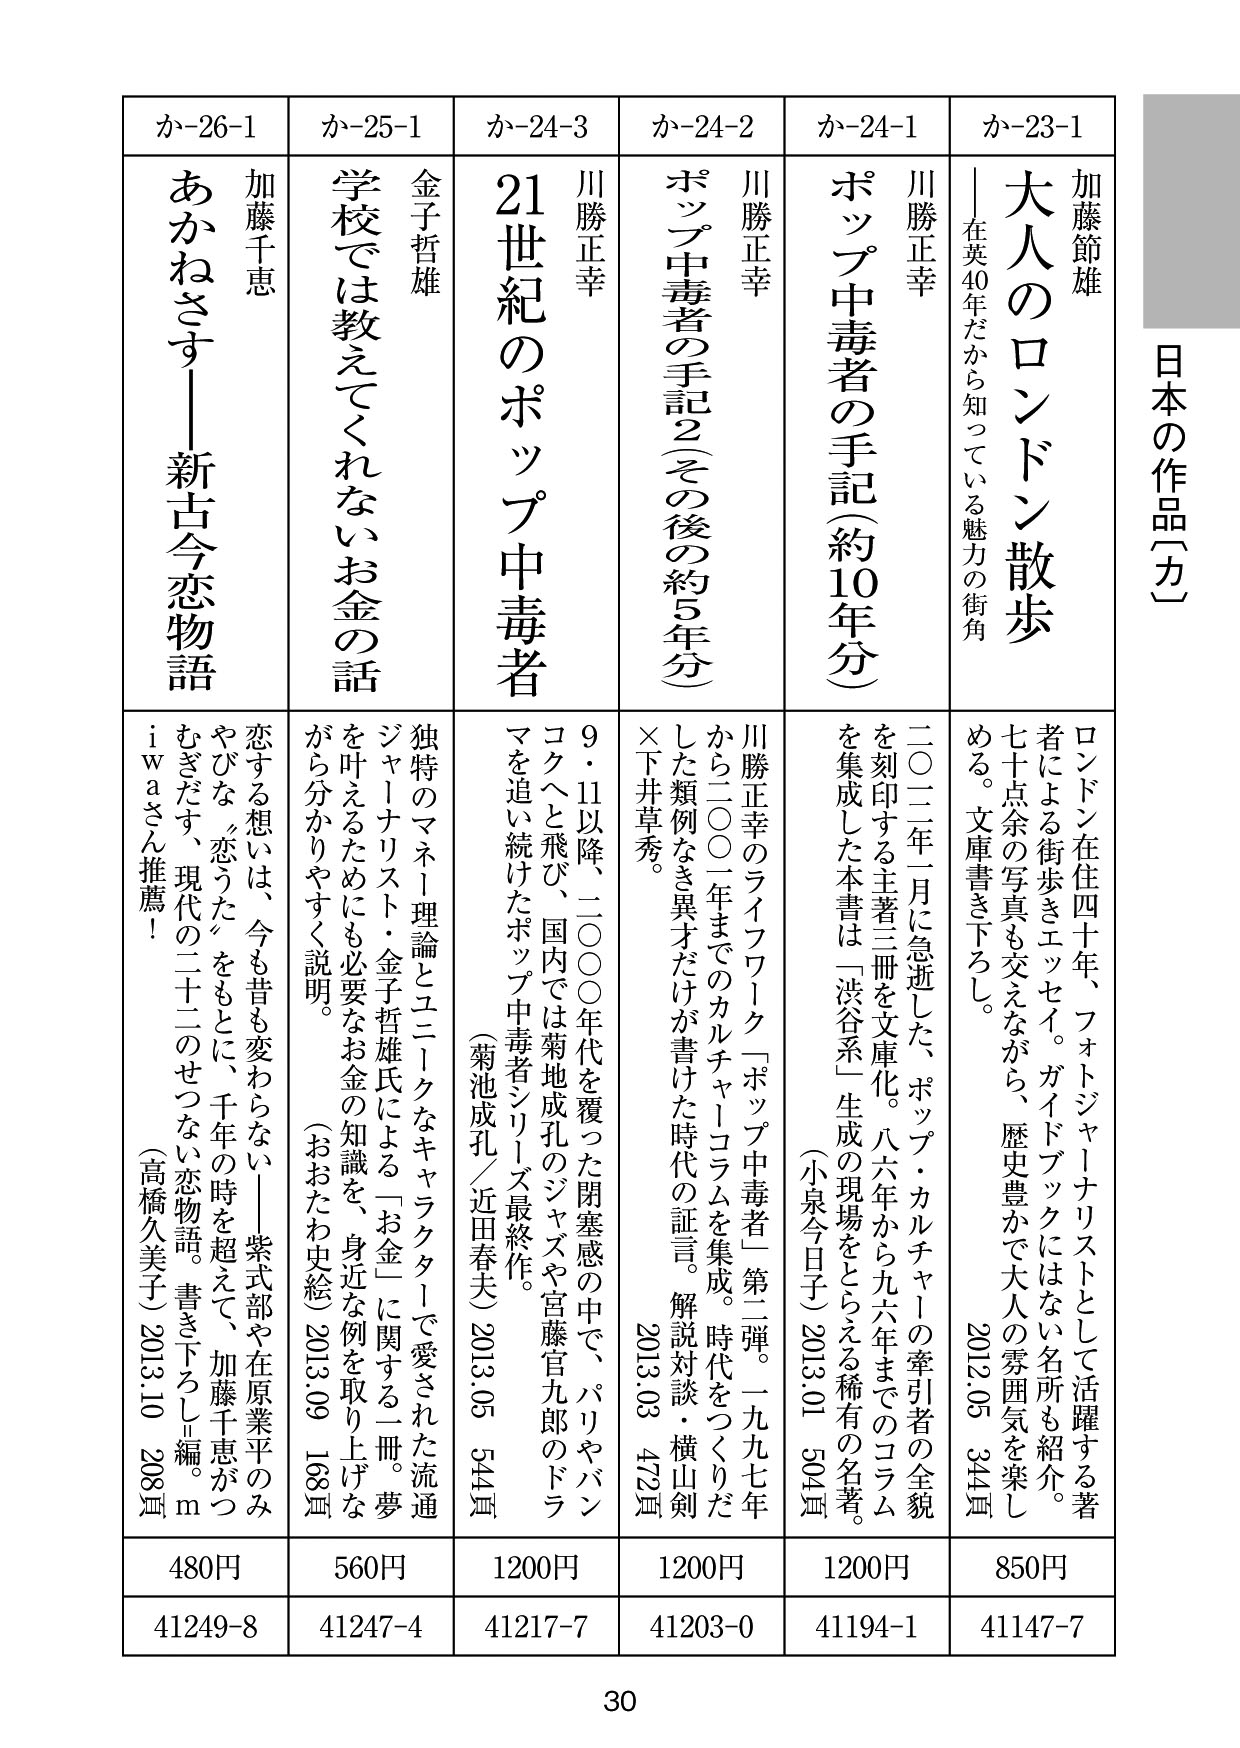 日本の作品〔カ〕
か-23-1
加藤節雄
大人のロンドン散歩
――在英40年だから知っている魅力の街角
ロンドン在住四十年、フォトジャーナリストとして活躍する著
者による街歩きエッセイ。ガイドブックにはない名所も紹介。
七十点余の写真も交えながら、歴史豊かで大人の雰囲気を楽し
める。文庫書き下ろし。 2012.05 344頁
850円
41147-7
か-24-1
川勝正幸
ポップ中毒者の手記(約10年分)
二〇一二年一月に急逝した、ポップ・カルチャーの牽引者の全貌
を刻印する主著三冊を文庫化。八六年から九六年までのコラム
を集成した本書は「渋谷系」生成の現場をとらえる稀有の名著。
(小泉今日子) 2013.01 504頁
1200円
41194-1
か-24-2
川勝正幸
ポップ中毒者の手記2(その後の約5年分)
川勝正幸のライフワーク「ポップ中毒者」第二弾。一九九七年
から二〇〇一年までのカルチャーコラムを集成。時代をつくりだ
した類例なき異才だけが書けた時代の証言。解説対談・横山剣
×下井草秀。 2013.03 472頁
1200円
41203-0
か-24-3
川勝正幸
21世紀のポップ中毒者
9・11以降、二〇〇〇年代を覆った閉塞感の中で、パリやバン
コクへと飛び、国内では菊地成孔のジャズや宮藤官九郎のドラ
マを追い続けたポップ中毒者シリーズ最終作。
(菊池成孔／近田春夫) 2013.05 544頁
1200円
41217-7
か-25-1
金子哲雄
学校では教えてくれないお金の話
独特のマネー理論とユニークなキャラクターで愛された流通
ジャーナリスト・金子哲雄氏による「お金」に関する一冊。夢
を叶えるためにも必要なお金の知識を、身近な例を取り上げな
がら分かりやすく説明。 (おおたわ史絵) 2013.09 168頁
560円
41247-4
か-26-1
加藤千恵
あかねさす――新古今恋物語
恋する想いは、今も昔も変わらない――紫式部や在原業平のみ
やびな〝恋うた〟をもとに、千年の時を超えて、加藤千恵がつ
むぎだす、現代の二十二のせつない恋物語。書き下ろし=編。m
iwaさん推薦! (高橋久美子) 2013.10 208頁
480円
41249-8
30